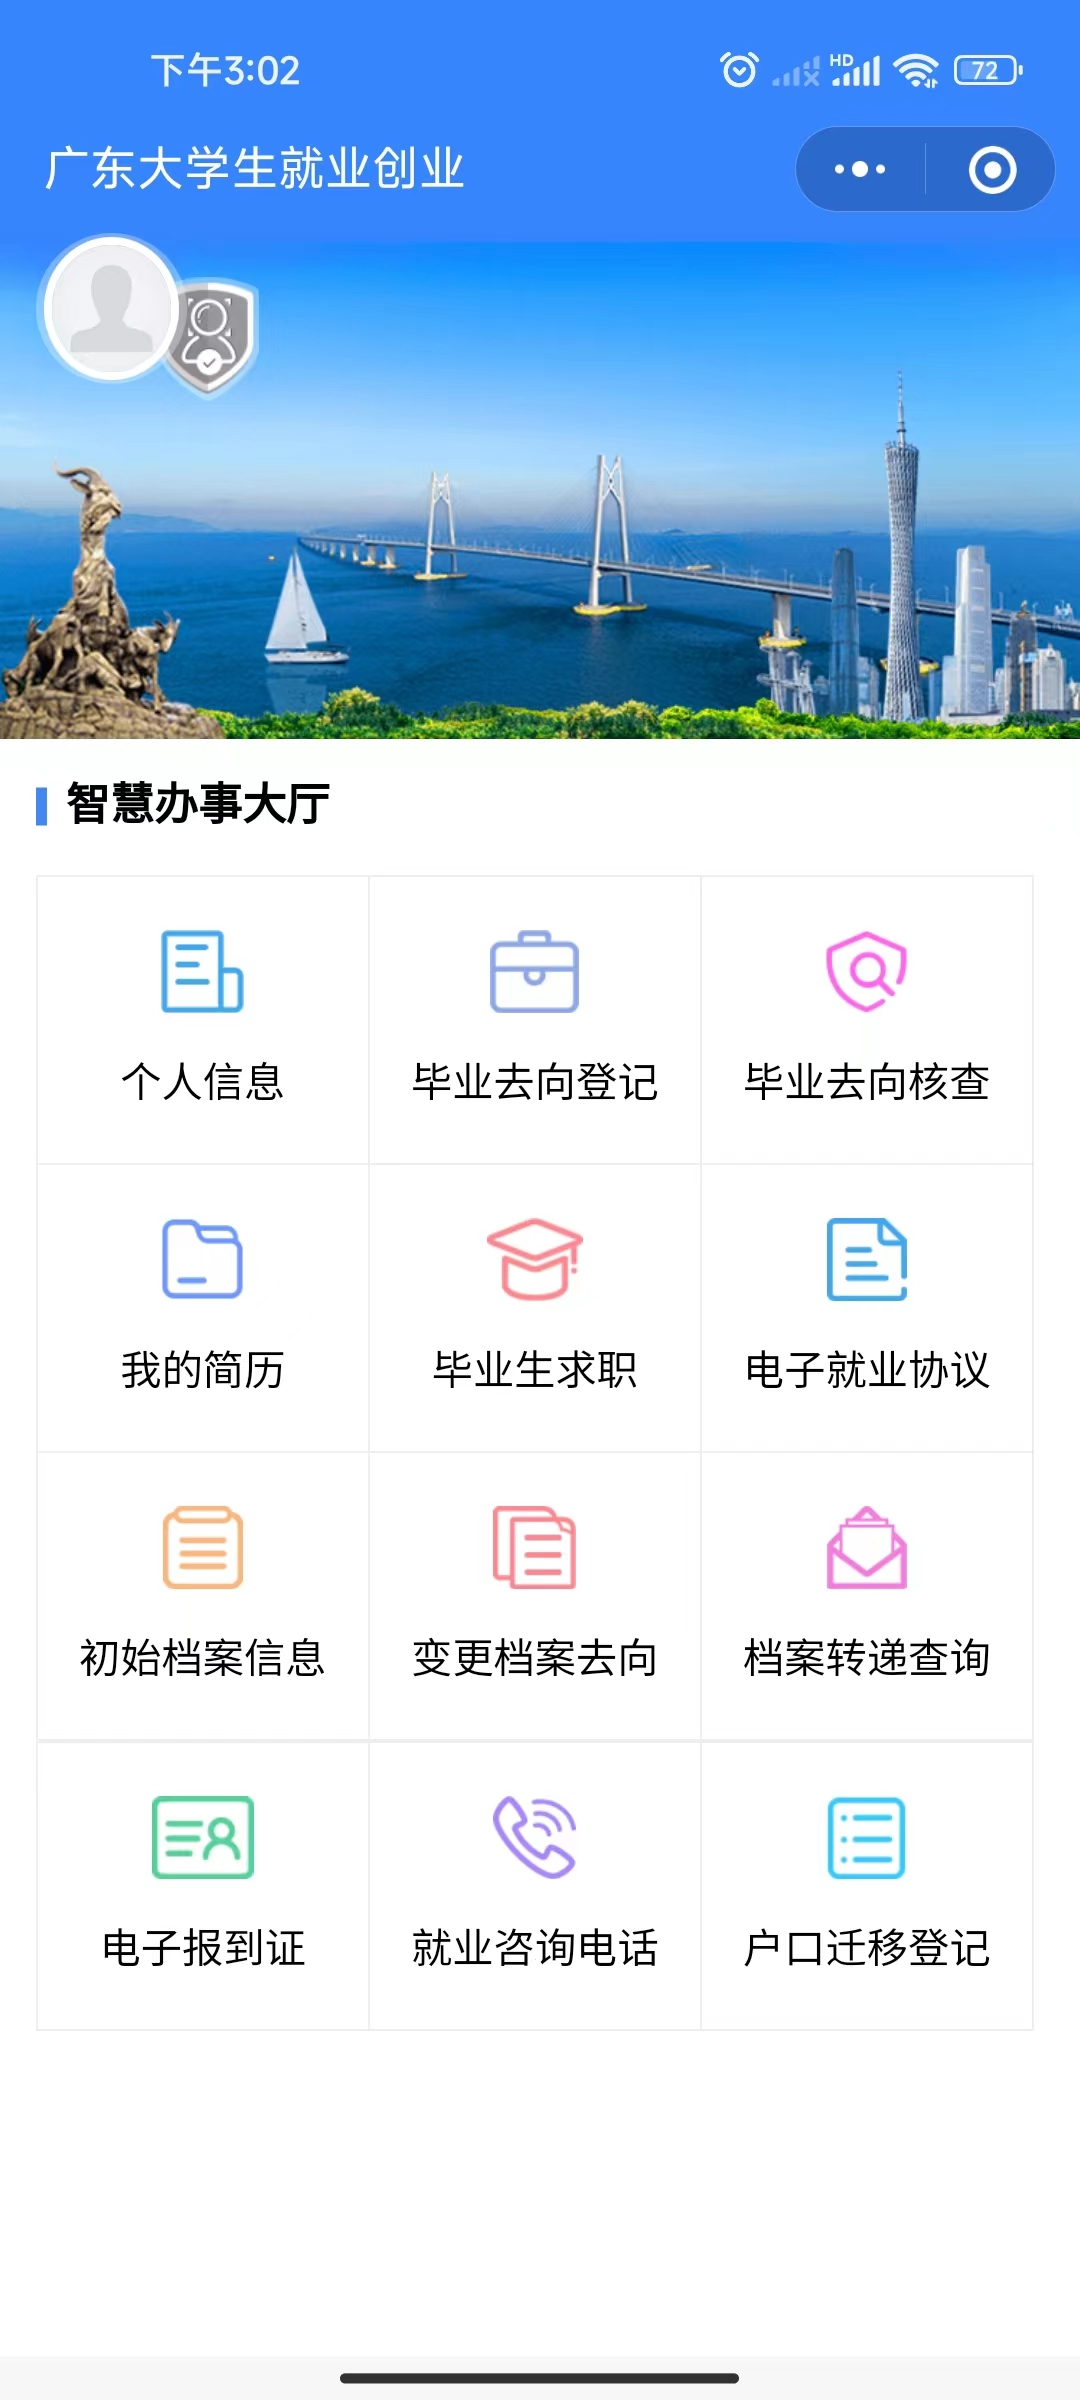 下午3:02
HD
72
广东大学生就业创业
智慧办事大厅
个人信息
毕业去向登记
毕业去向核查
我的简历
毕业生求职
电子就业协议
初始档案信息
变更档案去向
档案转递查询
电子报到证
就业咨询电话
户口迁移登记